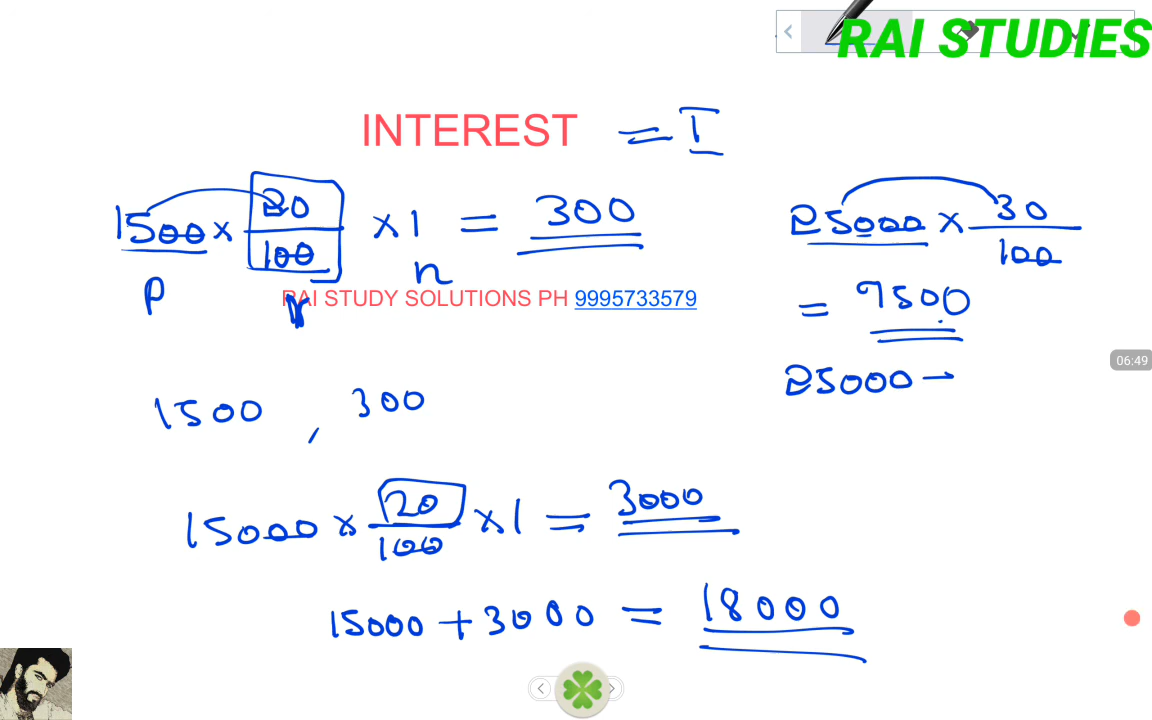 RAI STUDIES
INTEREST = I
1500 × 20/100 × 1 = 300
P r n
RAI STUDY SOLUTIONS PH 9995733579
1500 , 300
15000 × 20/100 × 1 = 3000
15000 + 3000 = 18000
25000 × 30/100
= 7500
25000 –
06:49